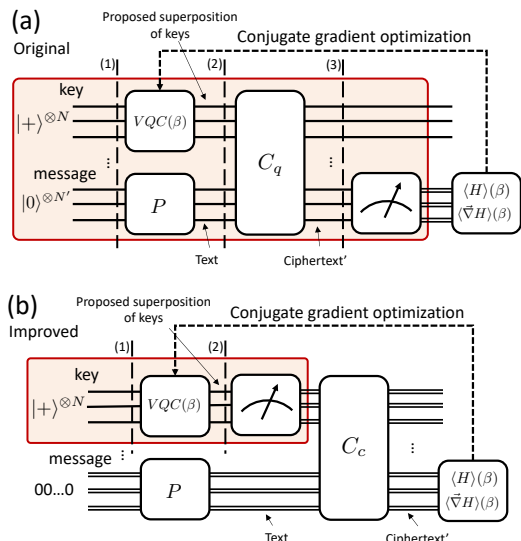 (a)
Original
Proposed superposition
of keys
Conjugate gradient optimization
(1)
(2)
(3)
key
|+⟩^{⊗N}
VQC(β)
...
message
|0⟩^{⊗N'}
P
C_q
⟨H⟩(β)
⟨∇⃗H⟩(β)
...
Text
Ciphertext'
(b)
Improved
Proposed superposition
of keys
Conjugate gradient optimization
(1)
(2)
key
|+⟩^{⊗N}
VQC(β)
...
message
00...0
P
C_c
...
⟨H⟩(β)
⟨∇⃗H⟩(β)
Text
Ciphertext'